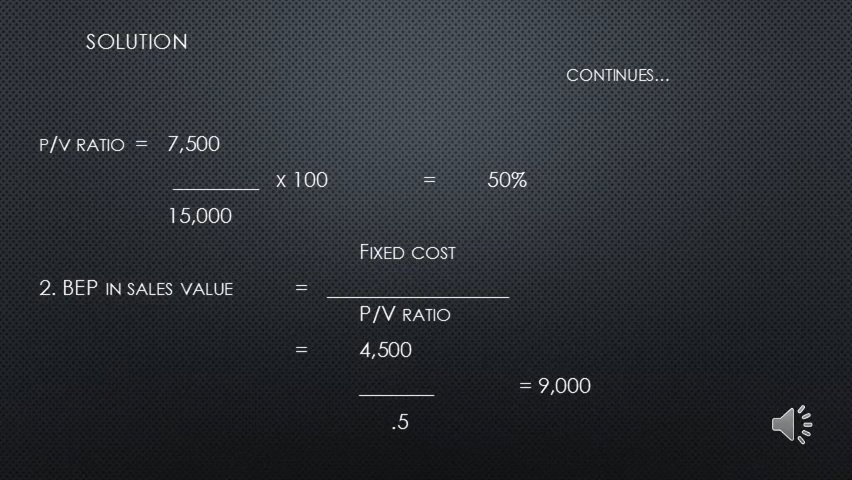 SOLUTION
CONTINUES...
P/V RATIO = 7,500
________ x 100 = 50%
15,000
FIXED COST
2. BEP IN SALES VALUE = _________________
P/V RATIO
= 4,500
_______ = 9,000
.5